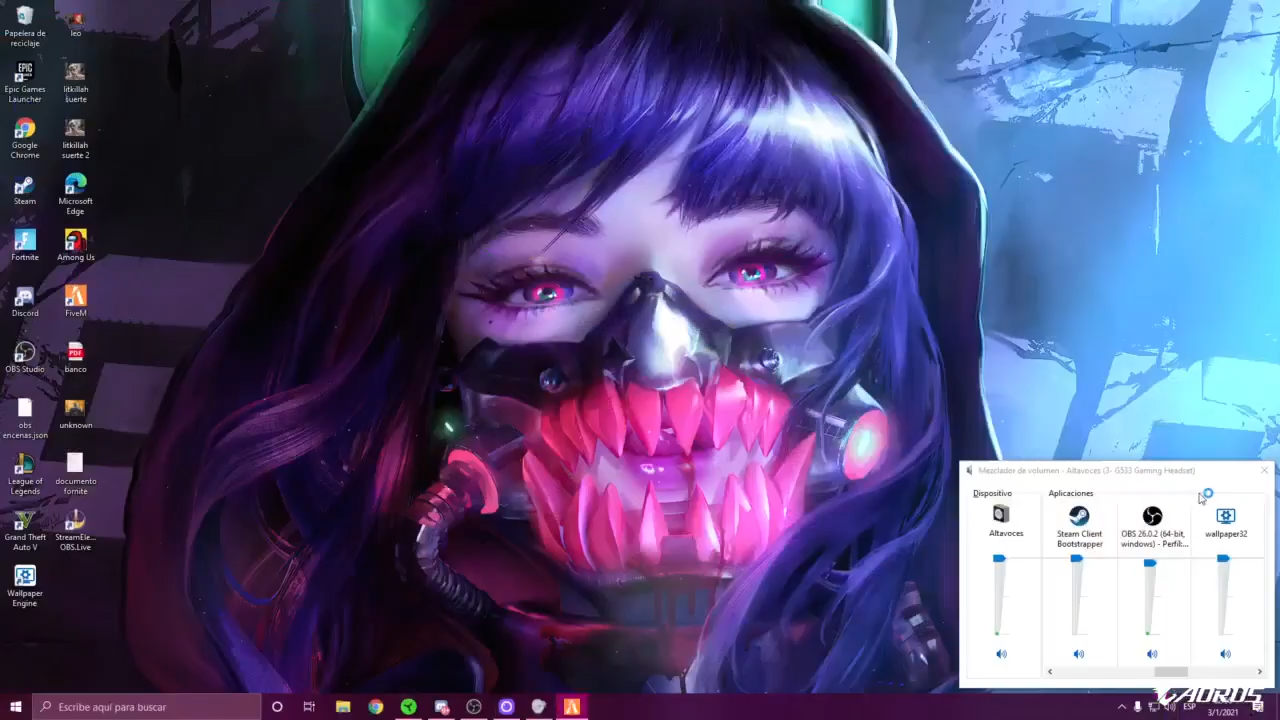 Papelera de
reciclaje
leo
Epic Games
Launcher
litkillah
suerte
Google
Chrome
litkillah
suerte 2
Steam
Microsoft
Edge
Fortnite
Among Us
Discord
FiveM
OBS Studio
PDF
banco
obs
encenas.json
unknown
League of
Legends
documento
fornite
Grand Theft
Auto V
StreamEle...
OBS.Live
Wallpaper
Engine
Mezclador de volumen - Altavoces (3- G533 Gaming Headset)
Dispositivo
Aplicaciones
Altavoces
Steam Client
Bootstrapper
OBS 26.0.2 (64-bit,
windows) - Perfil:...
wallpaper32
AORUS
Escribe aquí para buscar
ESP
3/1/2021